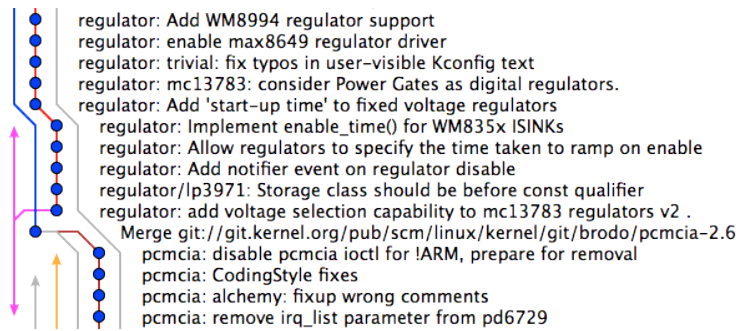 regulator: Add WM8994 regulator support
regulator: enable max8649 regulator driver
regulator: trivial: fix typos in user-visible Kconfig text
regulator: mc13783: consider Power Gates as digital regulators.
regulator: Add 'start-up time' to fixed voltage regulators
regulator: Implement enable_time() for WM835x ISINKs
regulator: Allow regulators to specify the time taken to ramp on enable
regulator: Add notifier event on regulator disable
regulator/lp3971: Storage class should be before const qualifier
regulator: add voltage selection capability to mc13783 regulators v2 .
Merge git://git.kernel.org/pub/scm/linux/kernel/git/brodo/pcmcia-2.6
pcmcia: disable pcmcia ioctl for !ARM, prepare for removal
pcmcia: CodingStyle fixes
pcmcia: alchemy: fixup wrong comments
pcmcia: remove irq_list parameter from pd6729